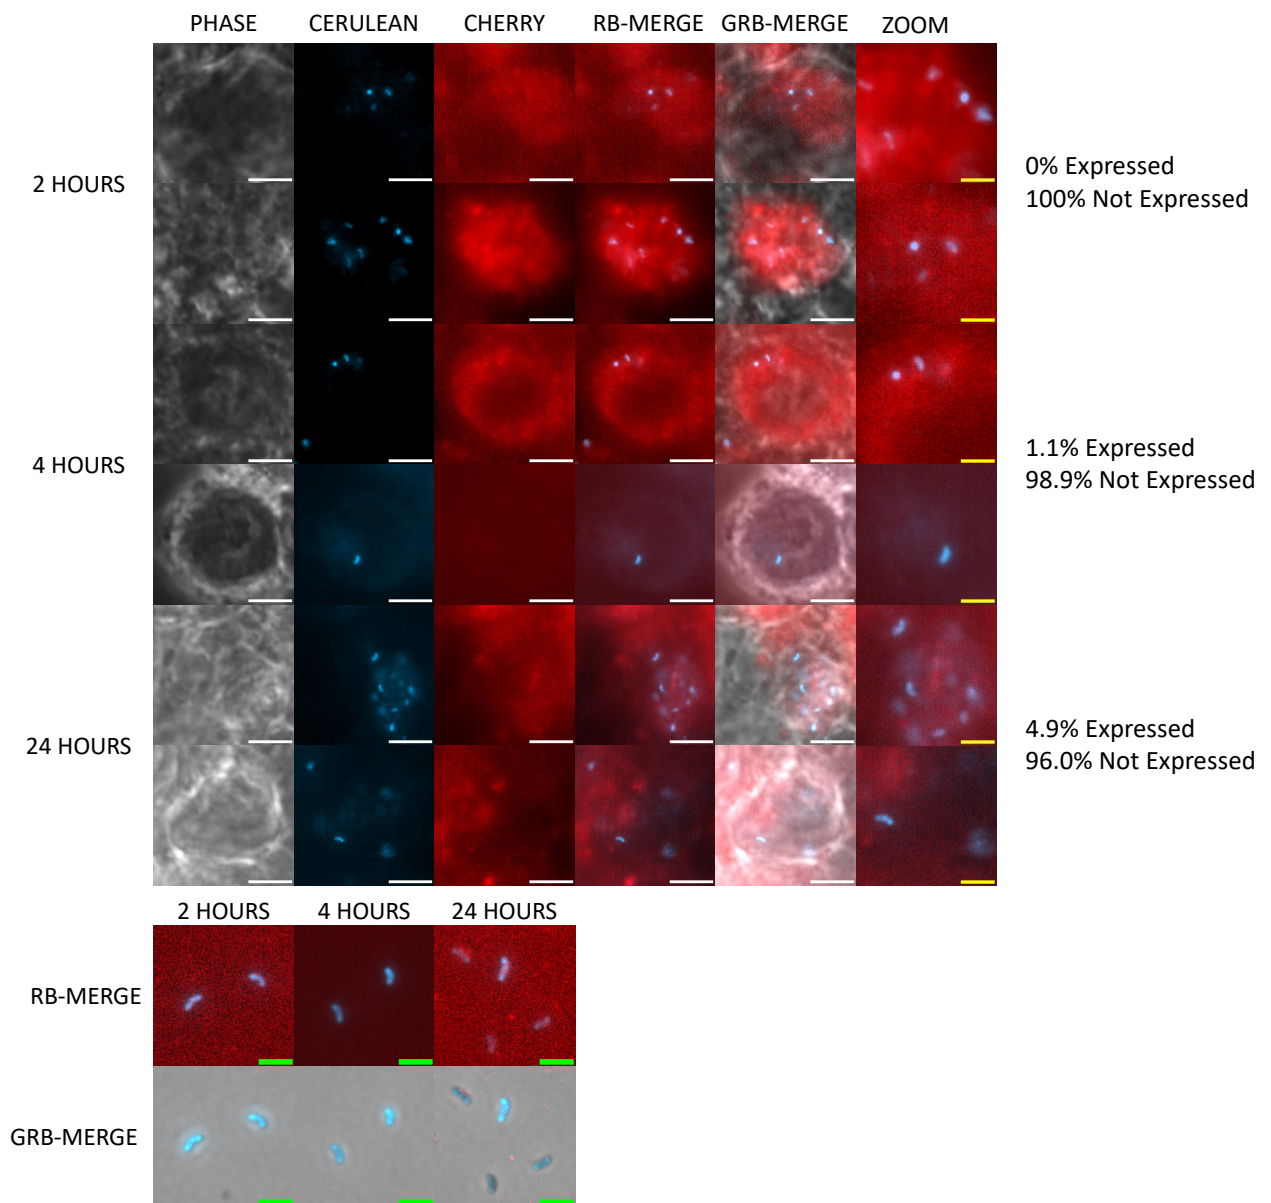 PHASE CERULEAN CHERRY RB-MERGE GRB-MERGE ZOOM
2 HOURS
0% Expressed
100% Not Expressed
4 HOURS
1.1% Expressed
98.9% Not Expressed
24 HOURS
4.9% Expressed
96.0% Not Expressed
2 HOURS 4 HOURS 24 HOURS
RB-MERGE
GRB-MERGE